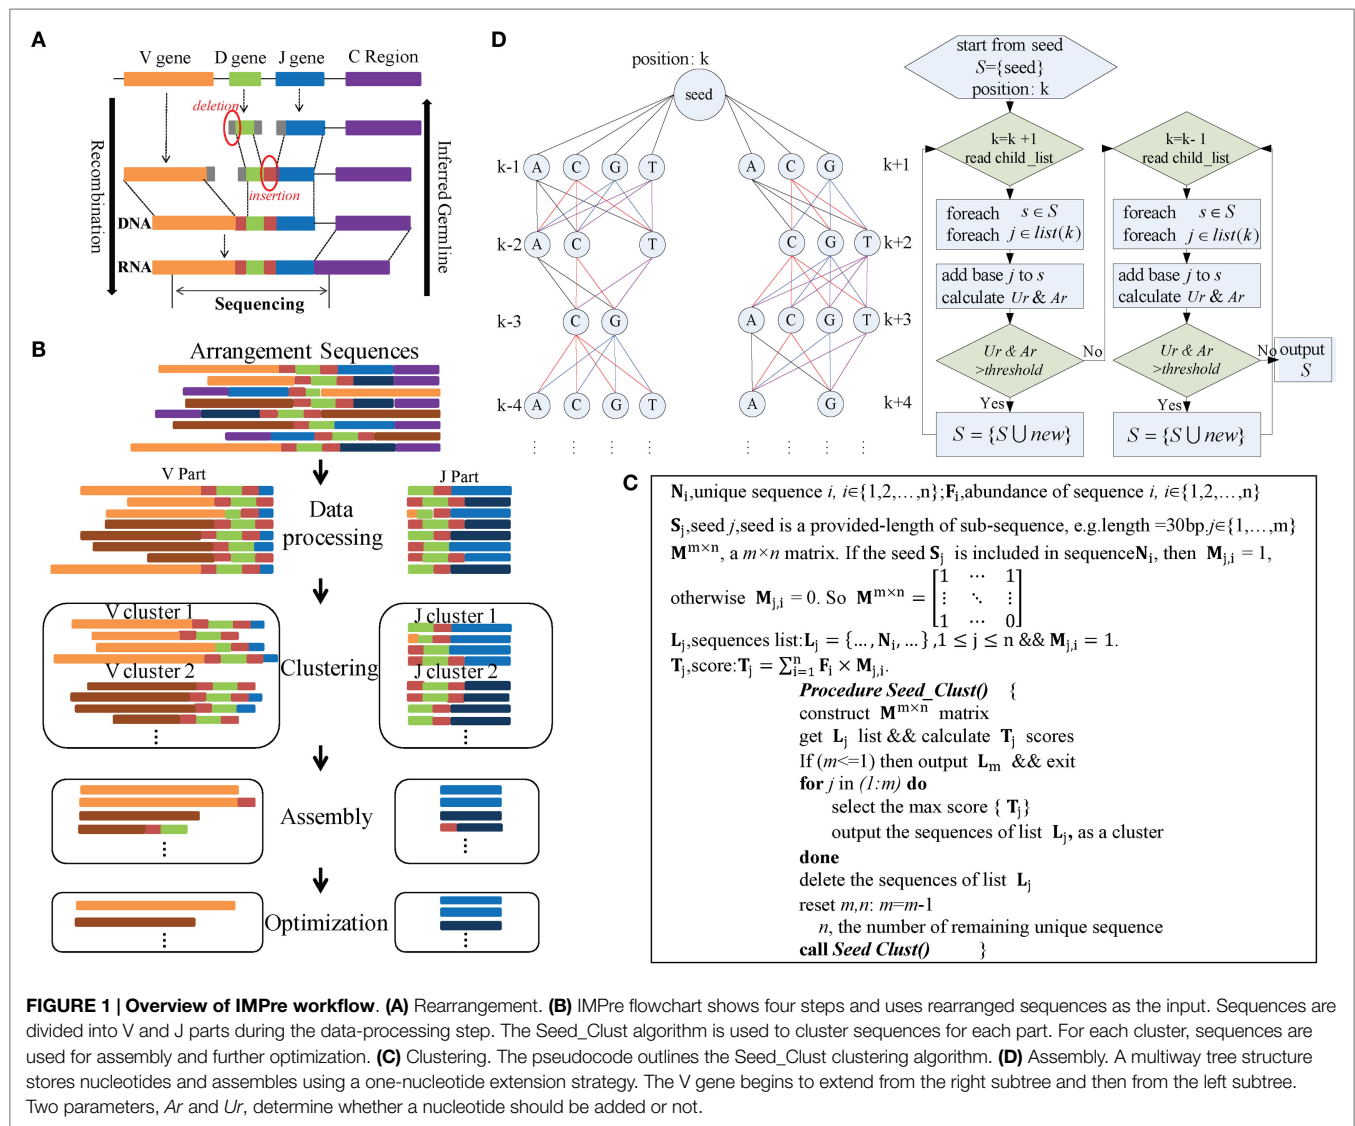 A
V gene
D gene
J gene
C Region
deletion
insertion
Recombination
Inferred Germline
DNA
RNA
Sequencing
B
Arrangement Sequences
V Part
J Part
Data
processing
V cluster 1
J cluster 1
Clustering
V cluster 2
J cluster 2
⋮
⋮
Assembly
⋮
⋮
Optimization
⋮
⋮
D
position: k
seed
k-1
A C G T
A C G
k+1
k-2
A C T
C G T
k+2
k-3
C G
A C G T
k+3
k-4
A C G T
A G
k+4
⋮ ⋮ ⋮ ⋮
⋮ ⋮ ⋮ ⋮
start from seed
S={seed}
position: k
k=k +1
read child_list
foreach s ∈ S
foreach j ∈ list(k)
add base j to s
calculate Ur & Ar
Ur & Ar
>threshold
No
Yes
S = {S ⋃ new}
k=k- 1
read child_list
foreach s ∈ S
foreach j ∈ list(k)
add base j to s
calculate Ur & Ar
Ur & Ar
>threshold
No
output
S
Yes
S = {S ⋃ new}
C
Nᵢ,unique sequence i, i∈{1,2,…,n};Fᵢ,abundance of sequence i, i∈{1,2,…,n}
Sⱼ,seed j,seed is a provided-length of sub-sequence, e.g.length =30bp.j∈{1,…,m}
M^m×n, a m×n matrix. If the seed Sⱼ is included in sequenceNᵢ, then Mⱼ,ᵢ = 1,
otherwise Mⱼ,ᵢ = 0. So M^m×n = [1 ⋯ 1
⋮ ⋱ ⋮
1 ⋯ 0]
Lⱼ,sequences list:Lⱼ = {…, Nᵢ, …} ,1 ≤ j ≤ n && Mⱼ,ᵢ = 1.
Tⱼ,score:Tⱼ = ∑ⁿᵢ₌₁ Fᵢ × Mⱼ,ᵢ.
Procedure Seed_Clust() {
construct M^m×n matrix
get Lⱼ list && calculate Tⱼ scores
If (m<=1) then output Lₘ && exit
for j in (1:m) do
select the max score { Tⱼ}
output the sequences of list Lⱼ, as a cluster
done
delete the sequences of list Lⱼ
reset m,n: m=m-1
n, the number of remaining unique sequence
call Seed Clust() }
FIGURE 1 | Overview of IMPre workflow. (A) Rearrangement. (B) IMPre flowchart shows four steps and uses rearranged sequences as the input. Sequences are
divided into V and J parts during the data-processing step. The Seed_Clust algorithm is used to cluster sequences for each part. For each cluster, sequences are
used for assembly and further optimization. (C) Clustering. The pseudocode outlines the Seed_Clust clustering algorithm. (D) Assembly. A multiway tree structure
stores nucleotides and assembles using a one-nucleotide extension strategy. The V gene begins to extend from the right subtree and then from the left subtree.
Two parameters, Ar and Ur, determine whether a nucleotide should be added or not.